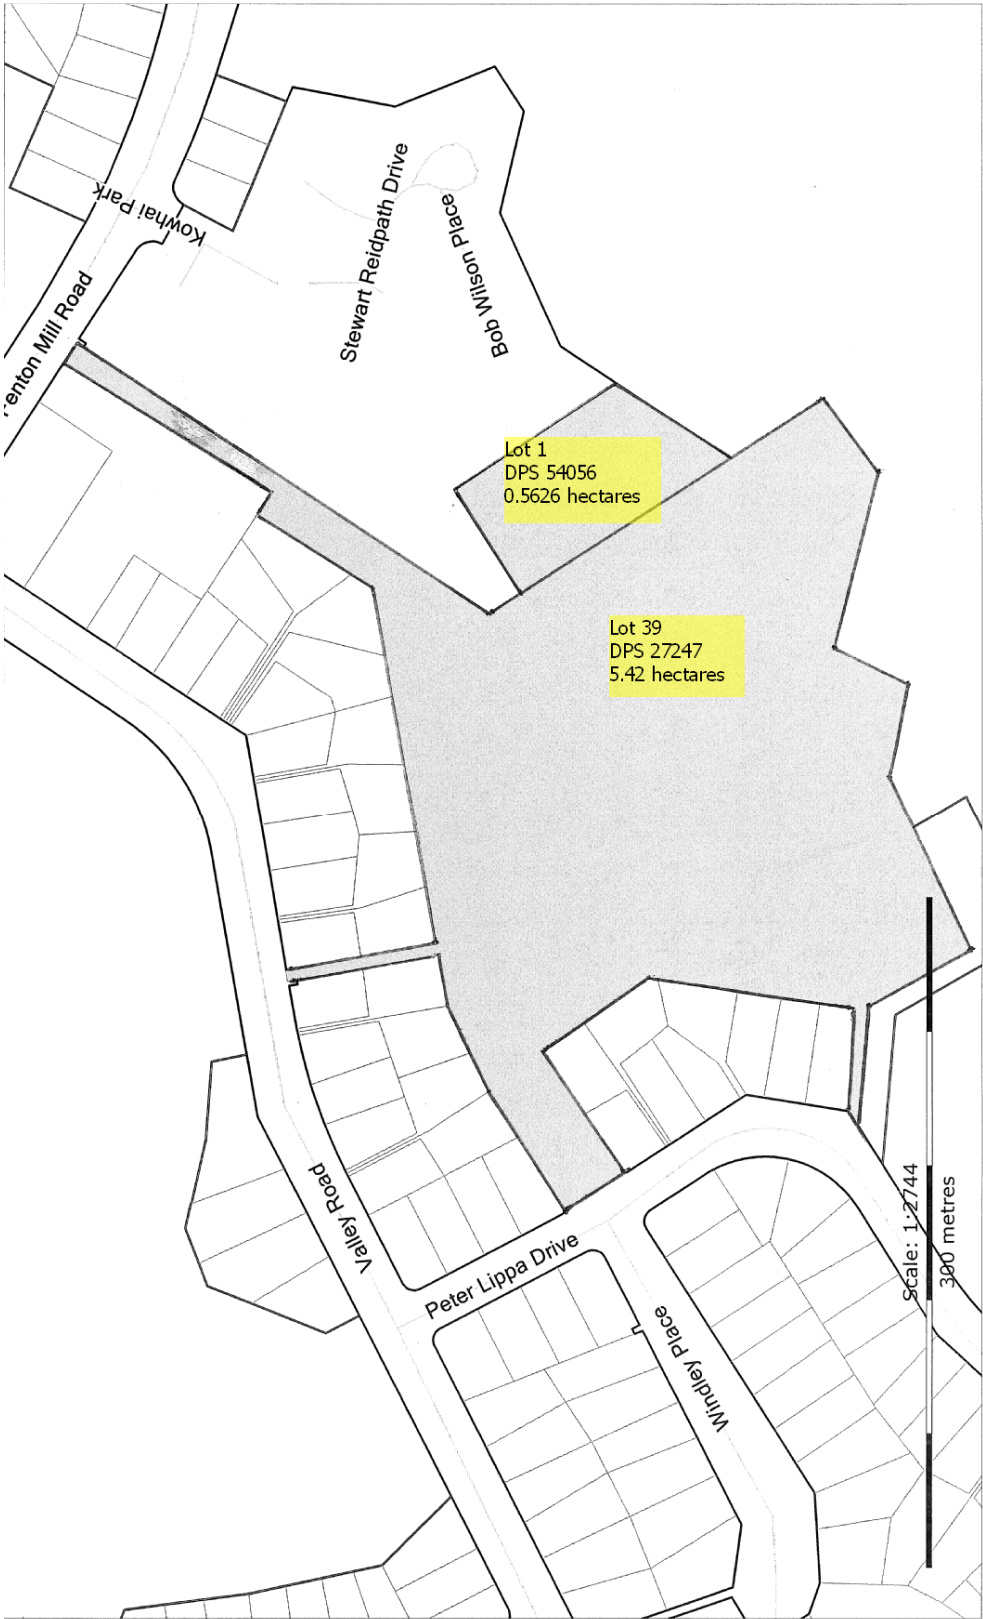 Kowhai Park
Stewart Reidpath Drive
Bob Wilson Place
Fenton Mill Road
Lot 1
DPS 54056
0.5626 hectares
Lot 39
DPS 27247
5.42 hectares
Valley Road
Peter Lippa Drive
Windley Place
Scale: 1:2744
300 metres